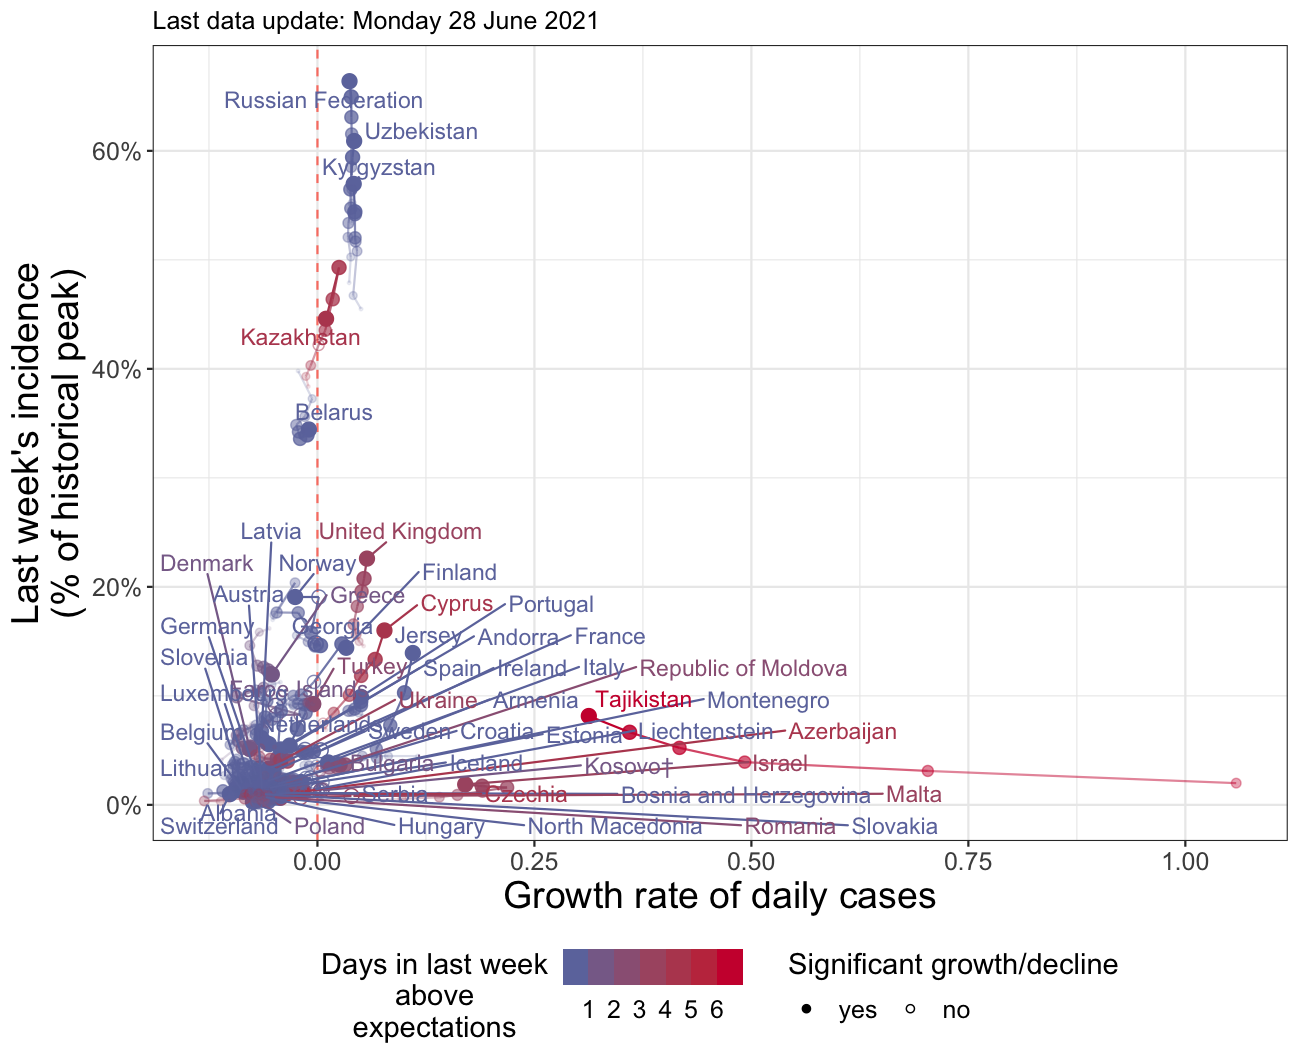 Last data update: Monday 28 June 2021
Last week's incidence
(% of historical peak)
60%
40%
20%
0%
Russian Federation
Uzbekistan
Kyrgyzstan
Kazakhstan
Belarus
Latvia
United Kingdom
Denmark
Norway
Finland
Austria
Greece
Cyprus
Portugal
Germany
Georgia
Jersey
Andorra
France
Slovenia
Turkey
Spain
Ireland
Italy
Republic of Moldova
Luxembourg
Faroe Islands
Ukraine
Armenia
Tajikistan
Montenegro
Belgium
Netherlands
Sweden
Croatia
Estonia
Liechtenstein
Azerbaijan
Lithuania
Bulgaria
Iceland
Kosovo†
Israel
Serbia
Czechia
Bosnia and Herzegovina
Malta
Albania
Switzerland
Poland
Hungary
North Macedonia
Romania
Slovakia
0.00
0.25
0.50
0.75
1.00
Growth rate of daily cases
Days in last week
above
expectations
1 2 3 4 5 6
Significant growth/decline
yes
no